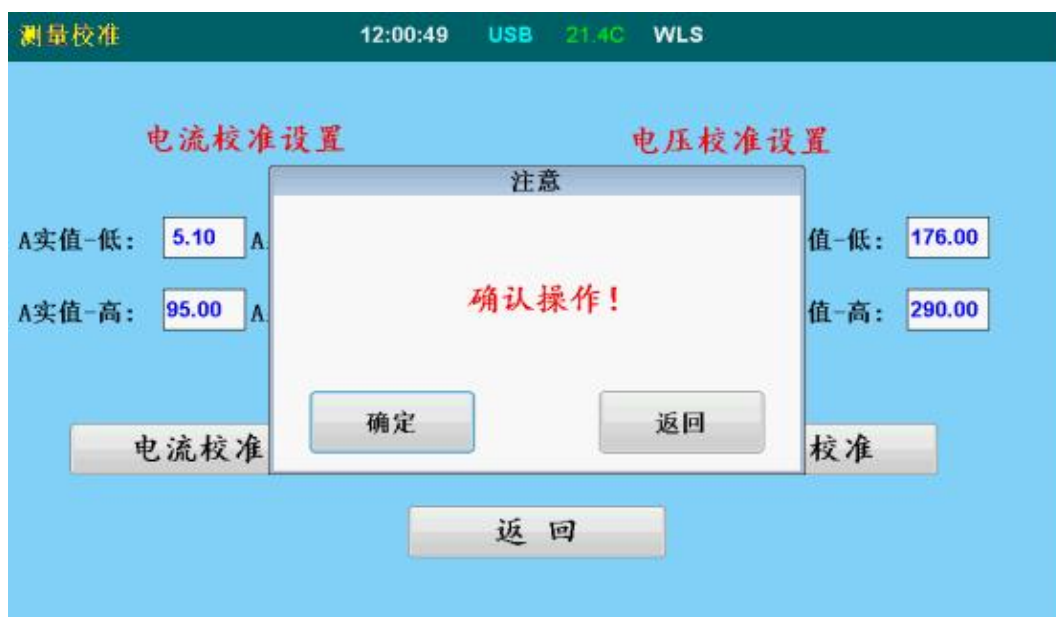 测量校准 12:00:49 USB 21.4C WLS
电流校准设置 电压校准设置
注意
A实值-低: 5.10 A 值-低: 176.00
确认操作!
A实值-高: 95.00 A 值-高: 290.00
确定 返回
电流校准 校准
返 回